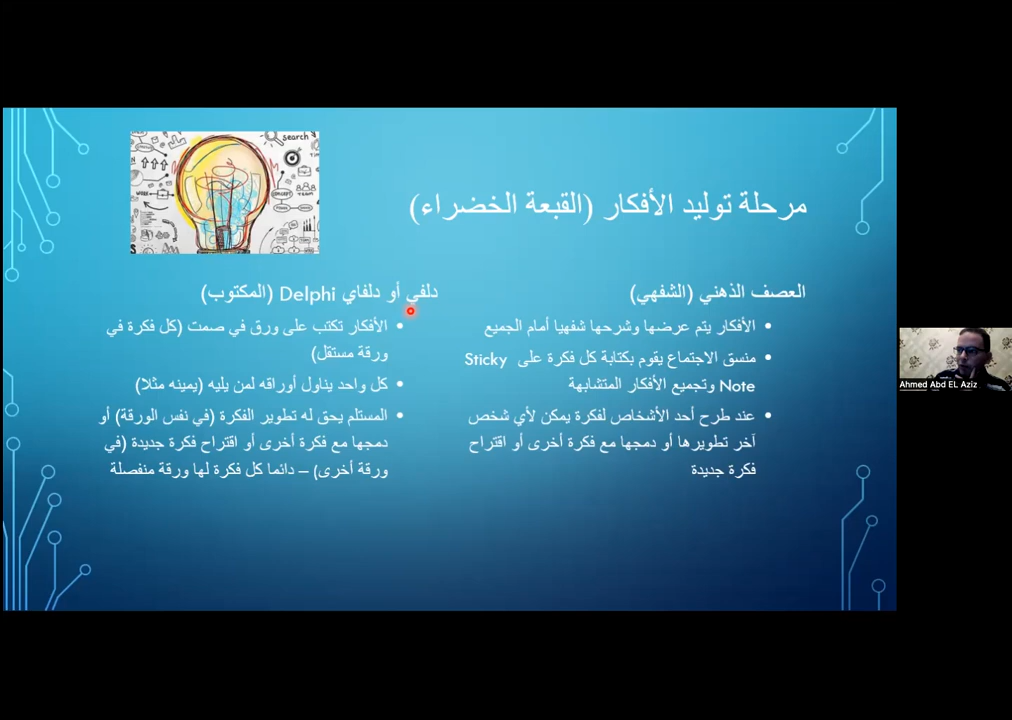 search
WORK
CONCEPT
TEAM
مرحلة توليد الأفكار (القبعة الخضراء)
العصف الذهني (الشفهي)
الأفكار يتم عرضها وشرحها شفهيا أمام الجميع
منسق الاجتماع يقوم بكتابة كل فكرة على Sticky
Note وتجميع الأفكار المتشابهة
عند طرح أحد الأشخاص لفكرة يمكن لأي شخص
آخر تطويرها أو دمجها مع فكرة أخرى أو اقتراح
فكرة جديدة
دلفي أو دلفاي Delphi (المكتوب)
الأفكار تكتب على ورق في صمت (كل فكرة في
ورقة مستقل)
كل واحد يناول أوراقه لمن يليه (يمينه مثلا)
المستلم يحق له تطوير الفكرة (في نفس الورقة) أو
دمجها مع فكرة أخرى أو اقتراح فكرة جديدة (في
ورقة أخرى) – دائما كل فكرة لها ورقة منفصلة
Ahmed Abd EL Aziz